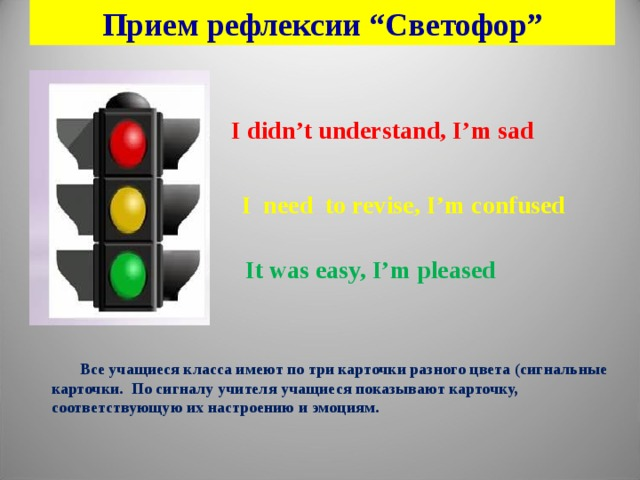 Прием рефлексии “Светофор”
I didn’t understand, I’m sad
I need to revise, I’m confused
It was easy, I’m pleased
Все учащиеся класса имеют по три карточки разного цвета (сигнальные
карточки. По сигналу учителя учащиеся показывают карточку,
соответствующую их настроению и эмоциям.